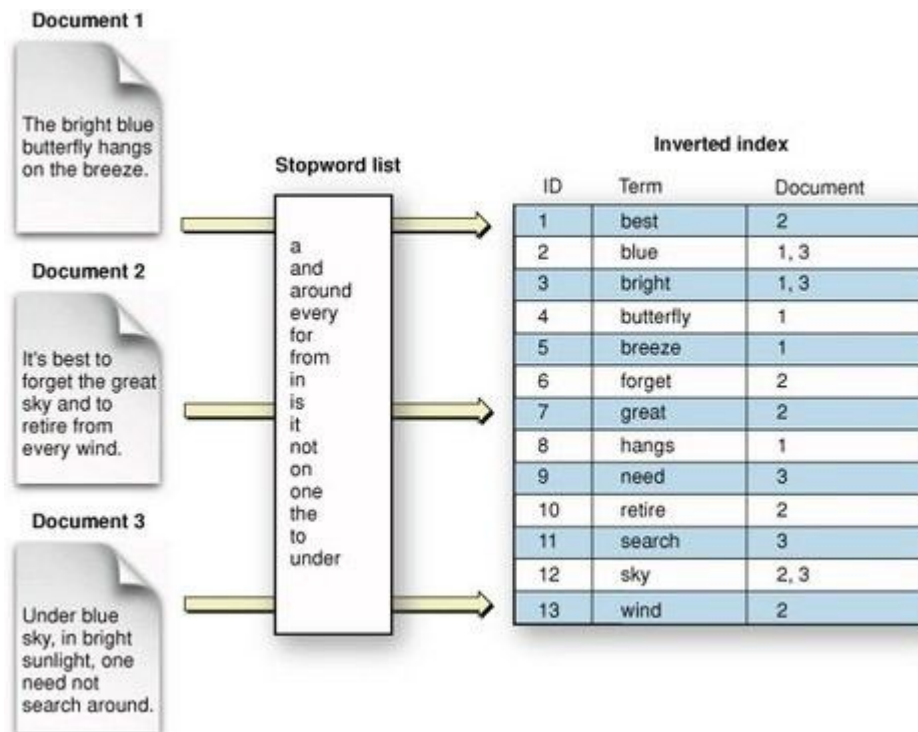 Document 1
The bright blue
butterfly hangs
on the breeze.
Document 2
It's best to
forget the great
sky and to
retire from
every wind.
Document 3
Under blue
sky, in bright
sunlight, one
need not
search around.
Stopword list
a
and
around
every
for
from
in
is
it
not
on
one
the
to
under
Inverted index
ID Term Document
1 best 2
2 blue 1, 3
3 bright 1, 3
4 butterfly 1
5 breeze 1
6 forget 2
7 great 2
8 hangs 1
9 need 3
10 retire 2
11 search 3
12 sky 2, 3
13 wind 2